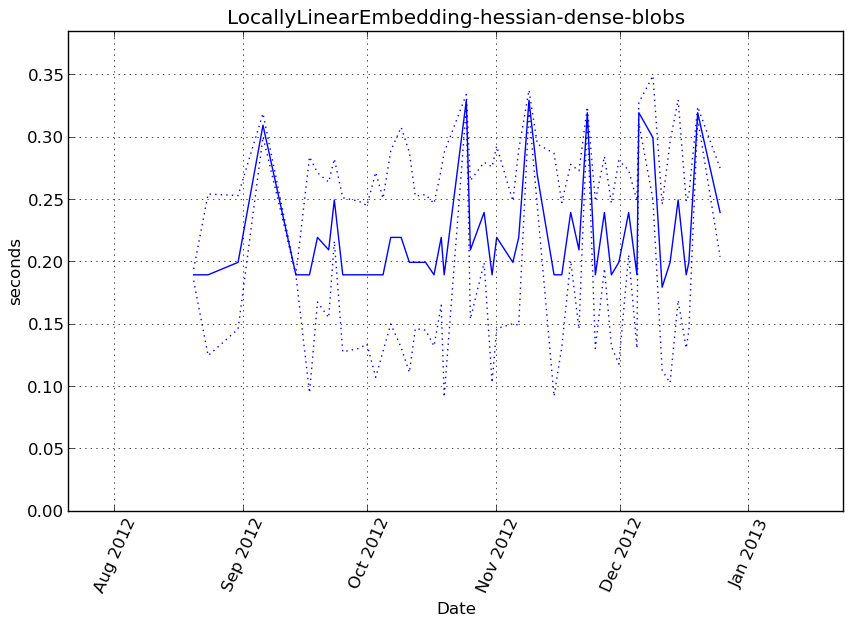 LocallyLinearEmbedding-hessian-dense-blobs
0.35
0.30
0.25
0.20
0.15
0.10
0.05
0.00
seconds
Aug 2012
Sep 2012
Oct 2012
Nov 2012
Dec 2012
Jan 2013
Date